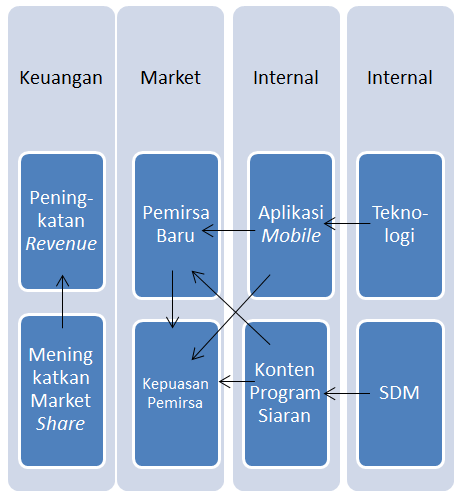 Keuangan
Market
Internal
Internal
Pening-
katan
Revenue
Pemirsa
Baru
Aplikasi
Mobile
Tekno-
logi
Mening
katkan
Market
Share
Kepuasan
Pemirsa
Konten
Program
Siaran
SDM